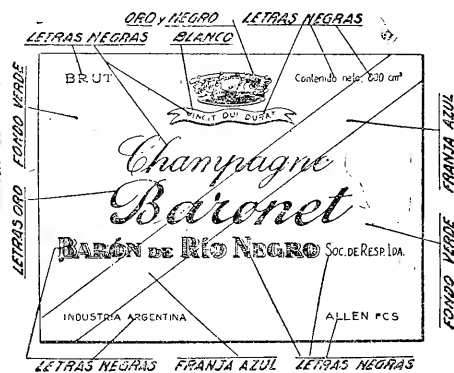 ORO y NEGRO LETRAS NEGRAS
LETRAS NEGRAS BLANCO
BRUT
Contenido neto: 800 cm³
VINCIT QUI DURAT
FONDO VERDE
FRANJA AZUL
Champagne
Baronet
LETRAS ORO
BARÓN DE RÍO NEGRO SOC. DE RESP. LDA.
FONDO VERDE
INDUSTRIA ARGENTINA
ALLEN FCS
LETRAS NEGRAS FRANJA AZUL LETRAS NEGRAS